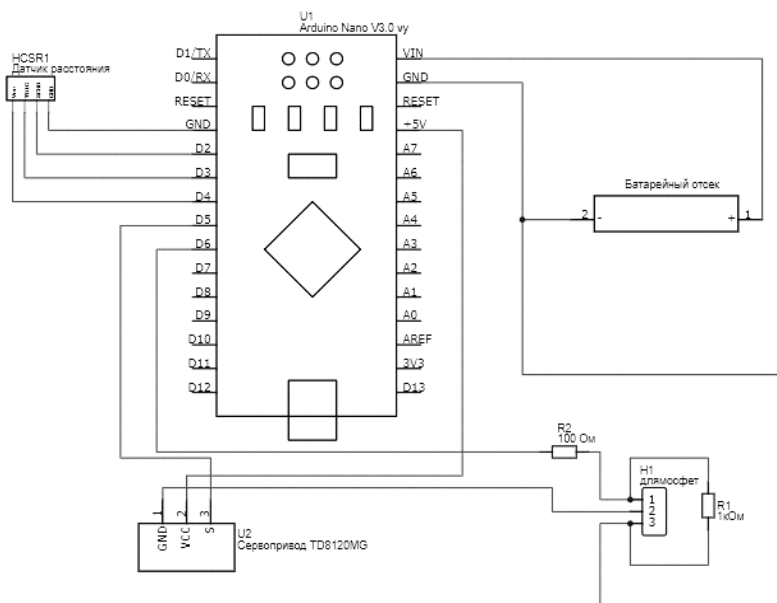 U1
Arduino Nano V3.0 vy
HCSR1
Датчик расстояния
D1/TX
D0/RX
RESET
GND
D2
D3
D4
D5
D6
D7
D8
D9
D10
D11
D12
VIN
GND
RESET
+5V
A7
A6
A5
A4
A3
A2
A1
A0
AREF
3V3
D13
Батарейный отсек
2 - + 1
R2
100 Ом
H1
длямосфет
1
2
3
R1
1кОм
1 2 3
GND VCC S
U2
Сервопривод TD8120MG